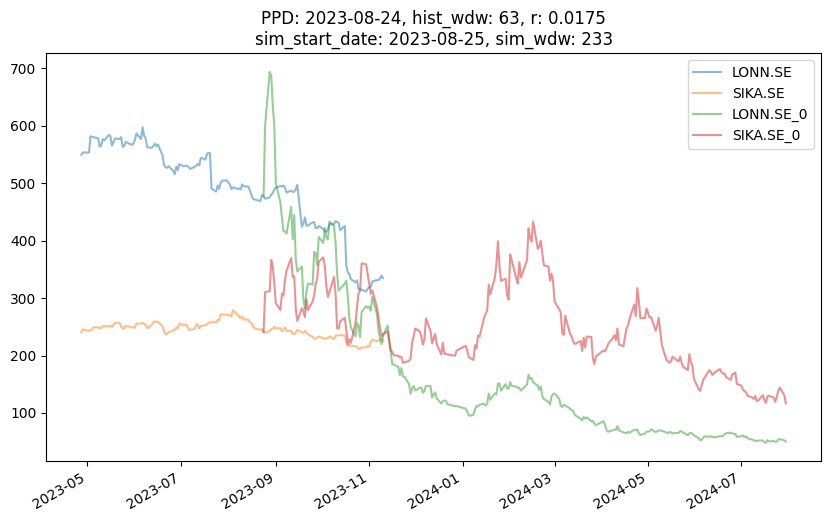 PPD: 2023-08-24, hist_wdw: 63, r: 0.0175
sim_start_date: 2023-08-25, sim_wdw: 233
LONN.SE
SIKA.SE
LONN.SE_0
SIKA.SE_0
700
600
500
400
300
200
100
2023-05
2023-07
2023-09
2023-11
2024-01
2024-03
2024-05
2024-07